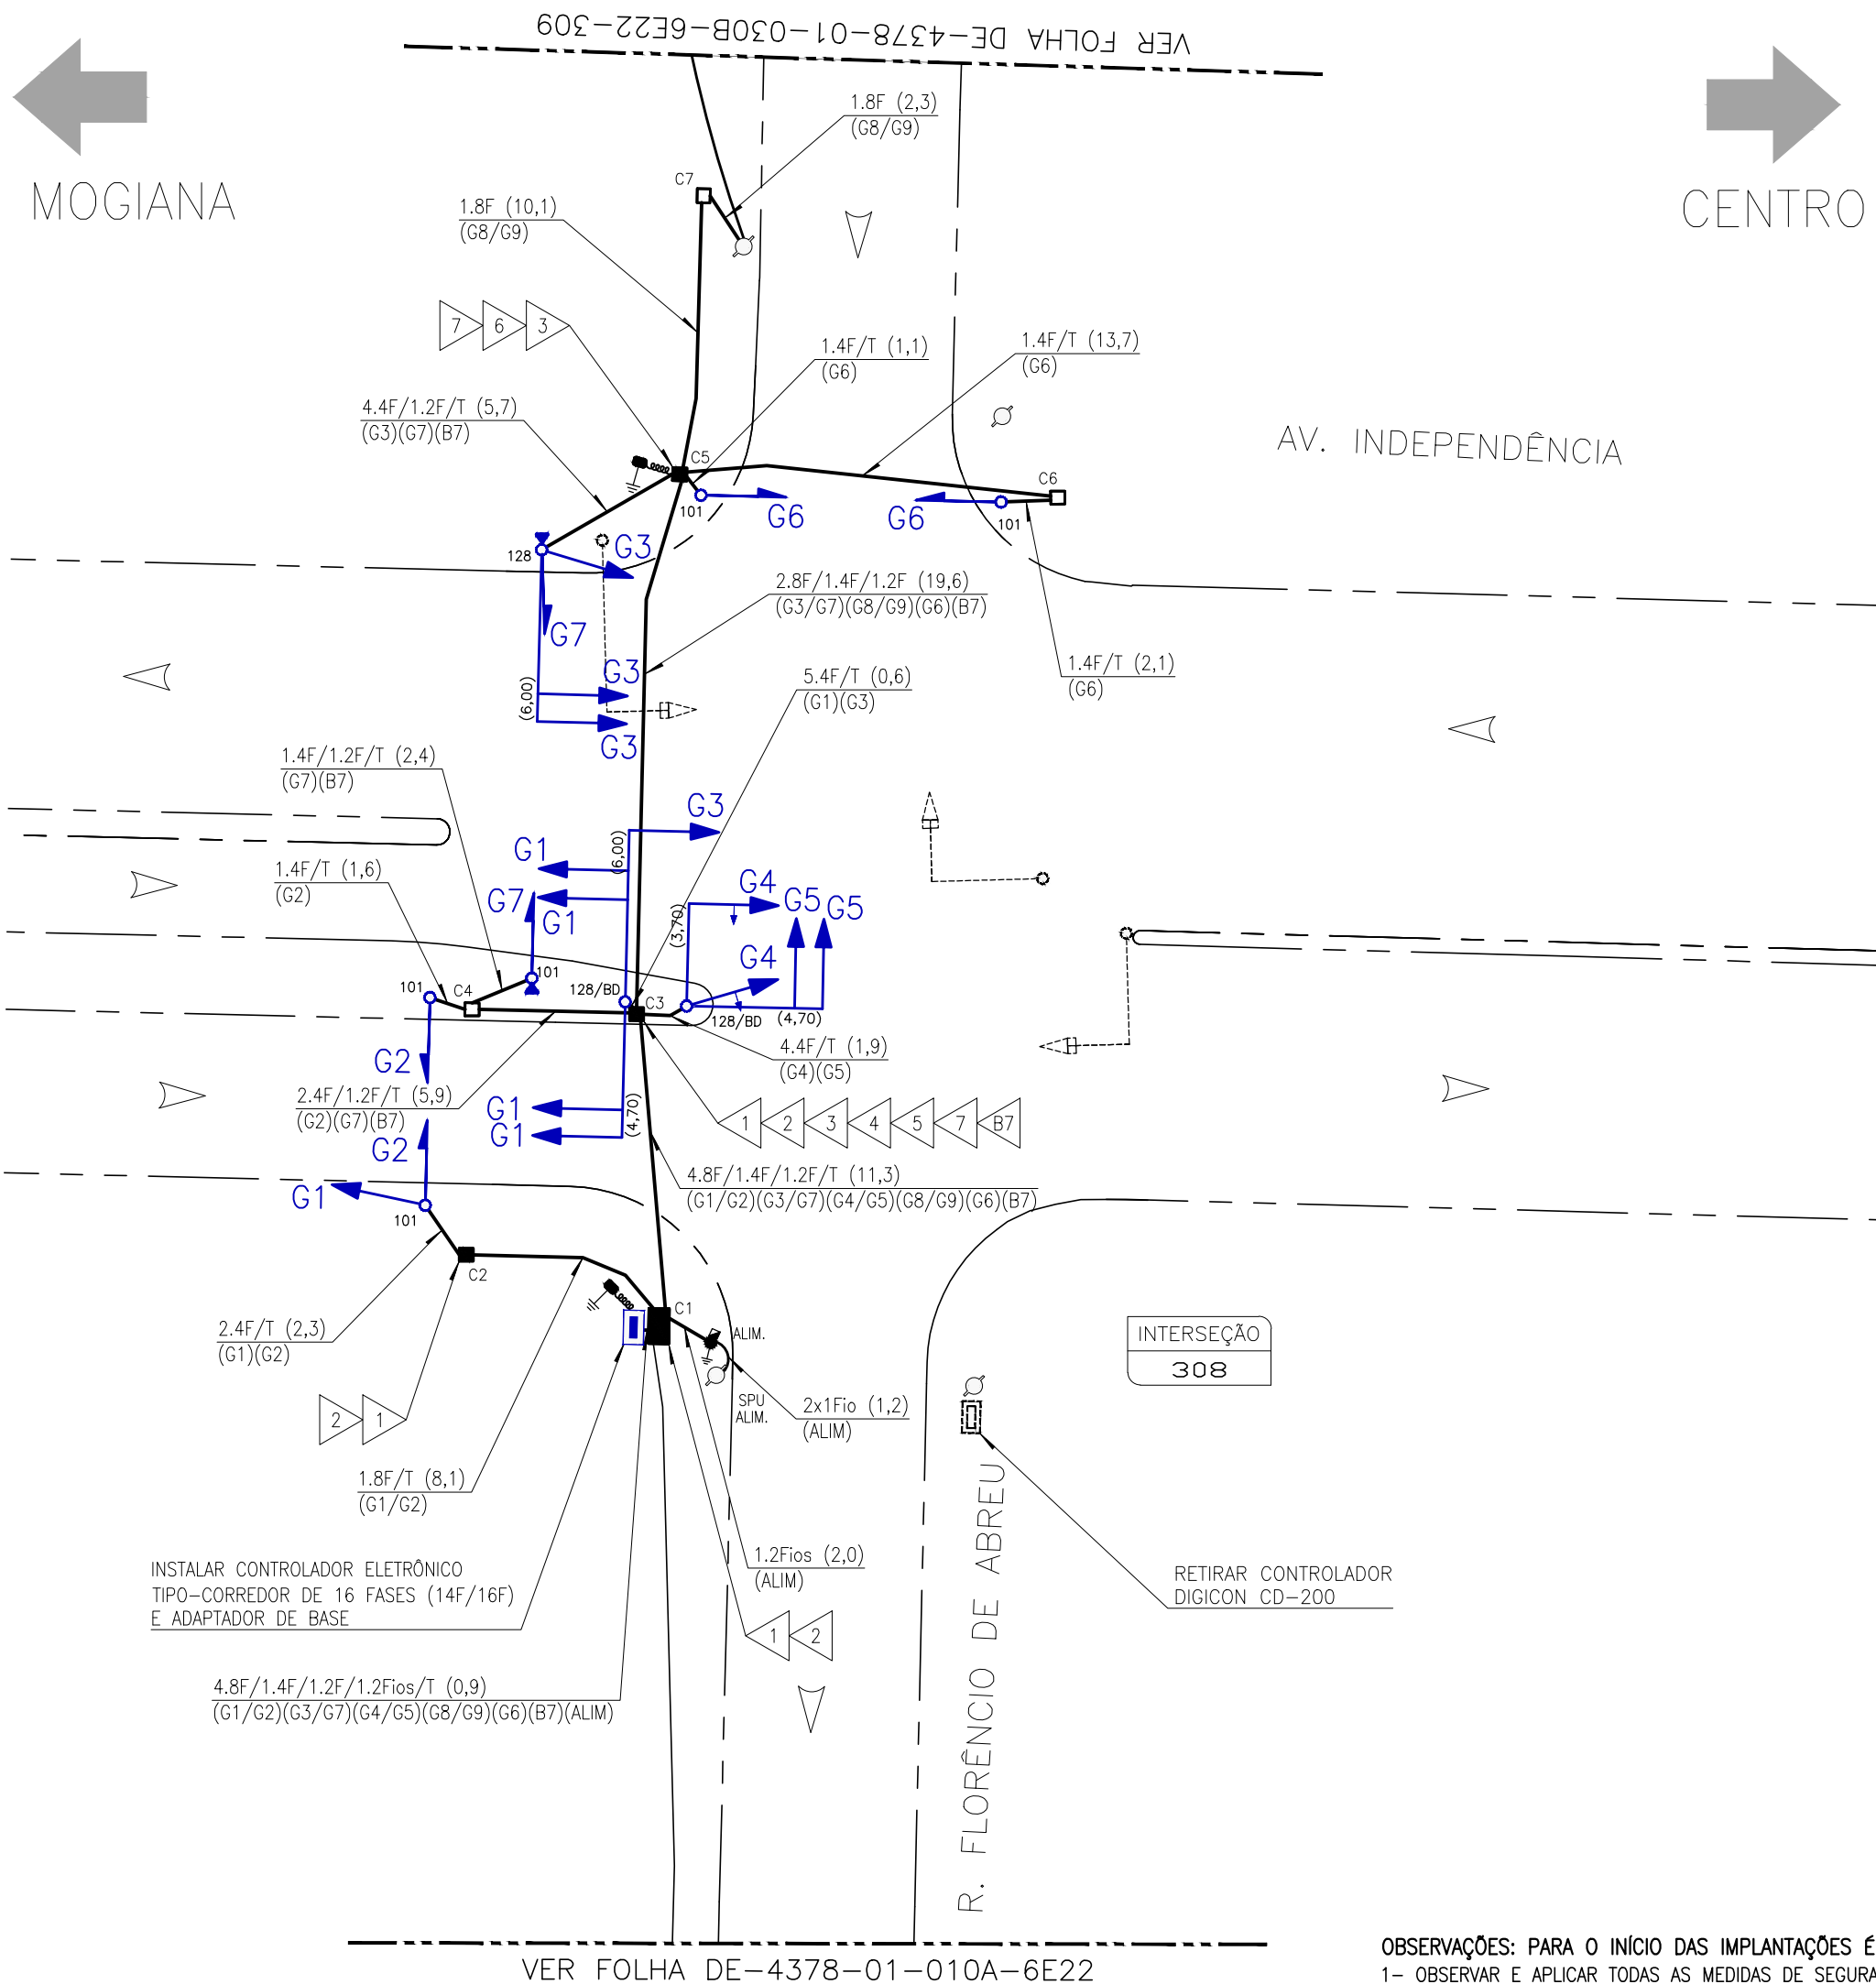 VER FOLHA DE-4378-01-030B-6E22-309
MOGIANA
CENTRO
1.8F (2,3)
(G8/G9)
C7
1.8F (10,1)
(G8/G9)
7
6
3
1.4F/T (1,1)
(G6)
1.4F/T (13,7)
(G6)
4.4F/1.2F/T (5,7)
(G3)(G7)(B7)
AV. INDEPENDÊNCIA
C5
C6
101
G6
G6
101
128
G3
2.8F/1.4F/1.2F (19,6)
(G3/G7)(G8/G9)(G6)(B7)
G7
1.4F/T (2,1)
(G6)
G3
(6,00)
5.4F/T (0,6)
(G1)(G3)
G3
1.4F/1.2F/T (2,4)
(G7)(B7)
G3
(6,00)
G1
1.4F/T (1,6)
(G2)
G7
G1
G4
G5
G5
(3,70)
G4
101
101
C4
128/BD
C3
128/BD
(4,70)
4.4F/T (1,9)
(G4)(G5)
G2
2.4F/1.2F/T (5,9)
(G2)(G7)(B7)
G1
G1
(4,70)
1
2
3
4
5
7
B7
G2
4.8F/1.4F/1.2F/T (11,3)
(G1/G2)(G3/G7)(G4/G5)(G8/G9)(G6)(B7)
G1
101
C2
C1
2.4F/T (2,3)
(G1)(G2)
ALIM.
INTERSEÇÃO
308
SPU
ALIM.
2x1Fio (1,2)
(ALIM)
2
1
1.8F/T (8,1)
(G1/G2)
1.2Fios (2,0)
(ALIM)
INSTALAR CONTROLADOR ELETRÔNICO
TIPO-CORREDOR DE 16 FASES (14F/16F)
E ADAPTADOR DE BASE
RETIRAR CONTROLADOR
DIGICON CD-200
1
2
4.8F/1.4F/1.2F/1.2Fios/T (0,9)
(G1/G2)(G3/G7)(G4/G5)(G8/G9)(G6)(B7)(ALIM)
R. FLORÊNCIO DE ABREU
VER FOLHA DE-4378-01-010A-6E22
OBSERVAÇÕES: PARA O INÍCIO DAS IMPLANTAÇÕES É
1- OBSERVAR E APLICAR TODAS AS MEDIDAS DE SEGURA